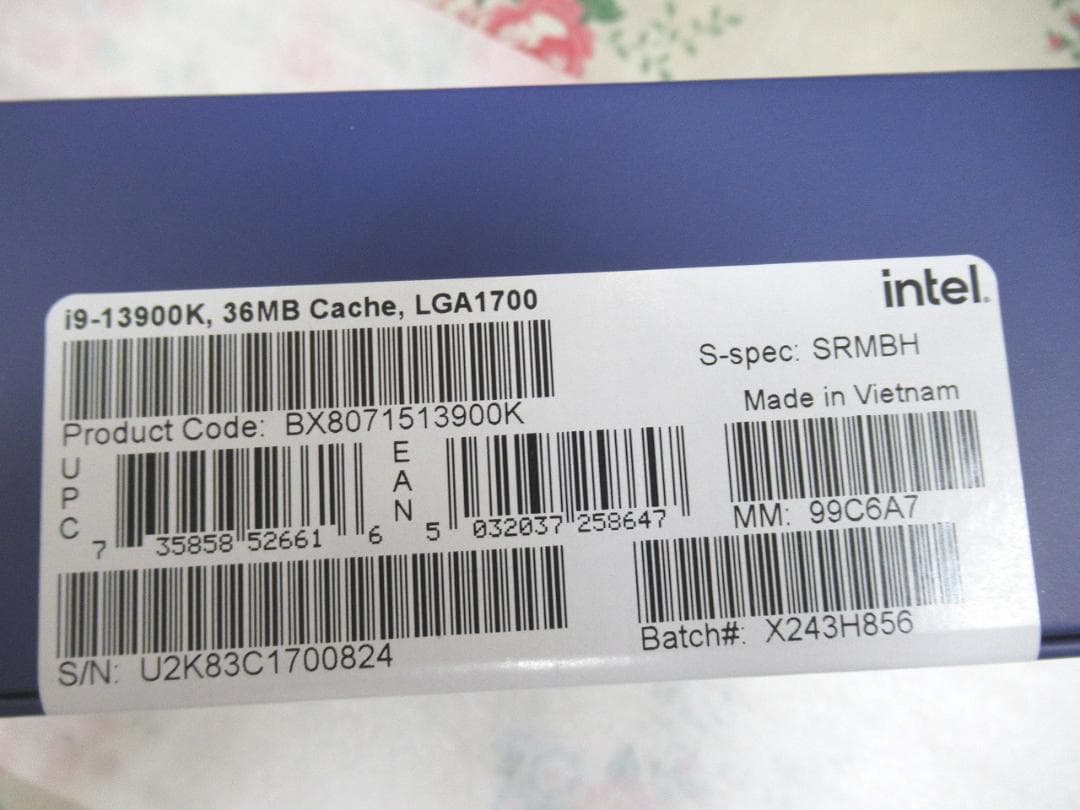 i9-13900K, 36MB Cache, LGA1700
intel.
S-spec: SRMBH
Made in Vietnam
Product Code: BX8071513900K
UPC
7 35858 52661 6
EAN
5 032037 258647
MM: 99C6A7
S/N: U2K83C1700824
Batch#: X243H856